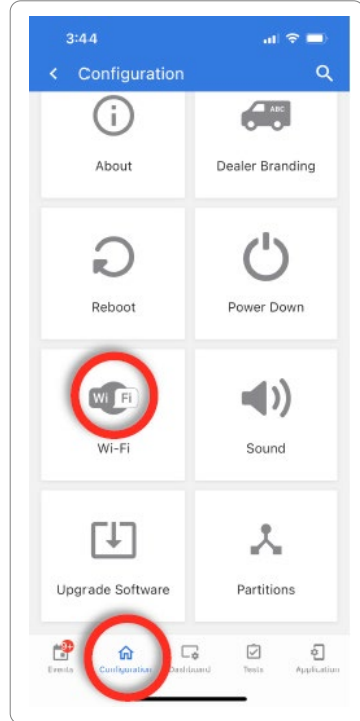 3:44
Configuration
ABC
About
Dealer Branding
Reboot
Power Down
Wi Fi
Wi-Fi
Sound
Upgrade Software
Partitions
9+
Events
Configuration
Dashboard
Tests
Application